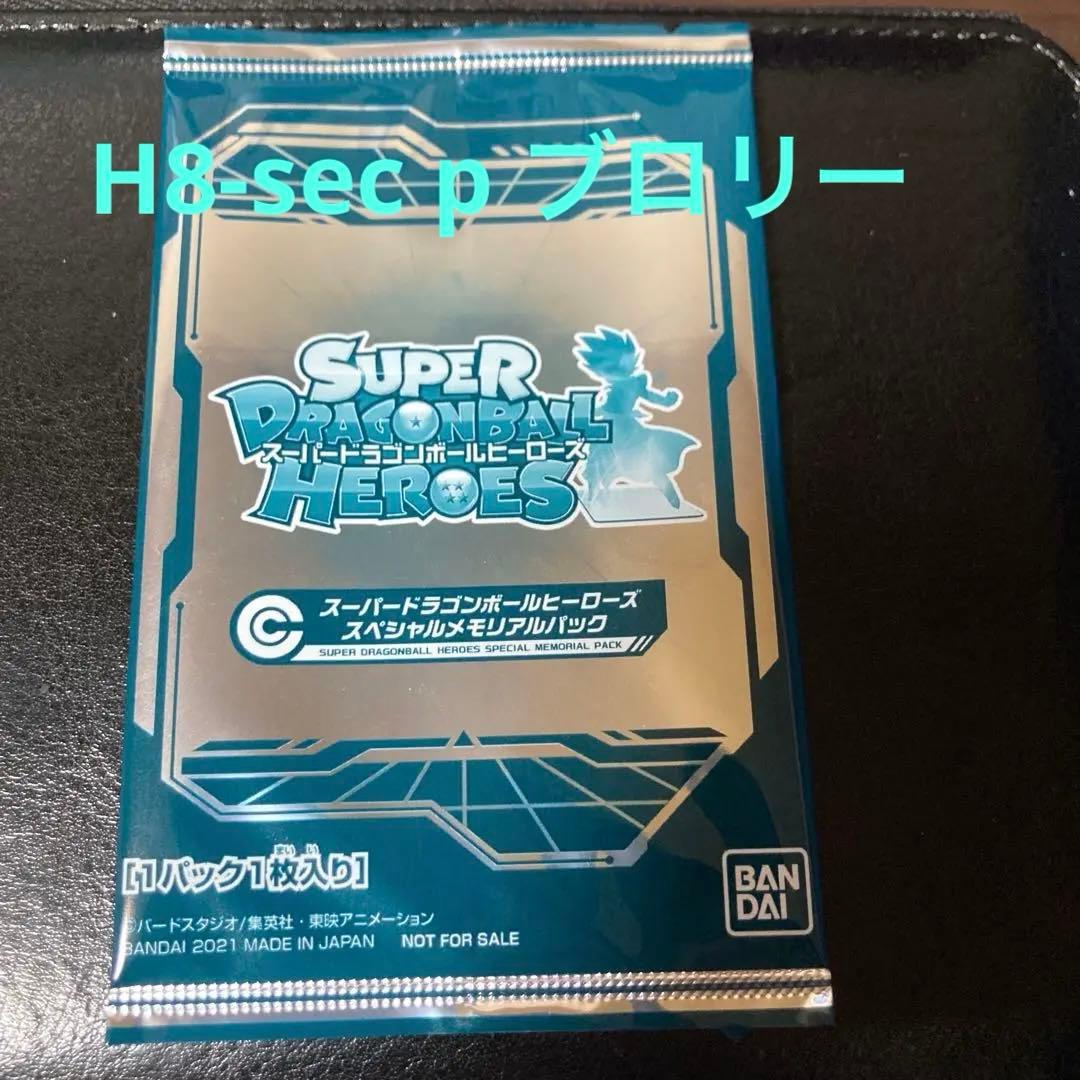 H8-sec p ブロリー
SUPER
DRAGONBALL
スーパードラゴンボールヒーローズ
HEROES
スーパードラゴンボールヒーローズ
スペシャルメモリアルパック
SUPER DRAGONBALL HEROES SPECIAL MEMORIAL PACK
まい い
[1パック1枚入り]
©バードスタジオ/集英社・東映アニメーション
BANDAI 2021 MADE IN JAPAN NOT FOR SALE
BAN
DAI